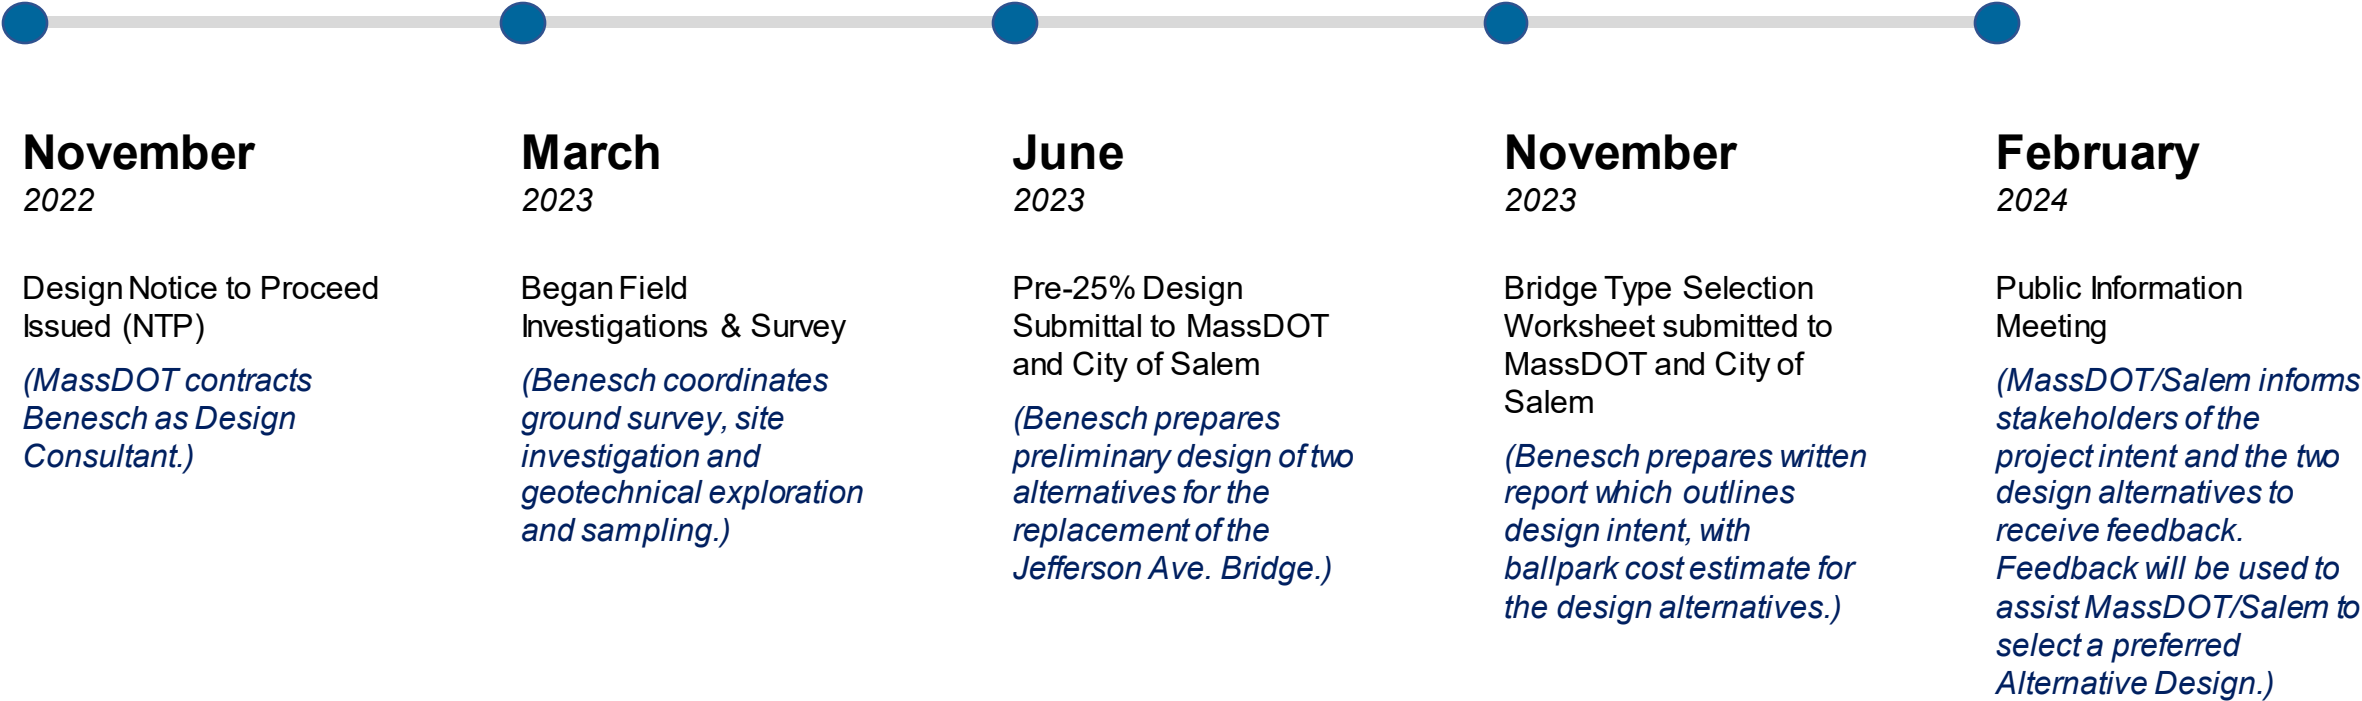 November
2022
Design Notice to Proceed
Issued (NTP)
(MassDOT contracts
Benesch as Design
Consultant.)
March
2023
Began Field
Investigations & Survey
(Benesch coordinates
ground survey, site
investigation and
geotechnical exploration
and sampling.)
June
2023
Pre-25% Design
Submittal to MassDOT
and City of Salem
(Benesch prepares
preliminary design of two
alternatives for the
replacement of the
Jefferson Ave. Bridge.)
November
2023
Bridge Type Selection
Worksheet submitted to
MassDOT and City of
Salem
(Benesch prepares written
report which outlines
design intent, with
ballpark cost estimate for
the design alternatives.)
February
2024
Public Information
Meeting
(MassDOT/Salem informs
stakeholders of the
project intent and the two
design alternatives to
receive feedback.
Feedback will be used to
assist MassDOT/Salem to
select a preferred
Alternative Design.)